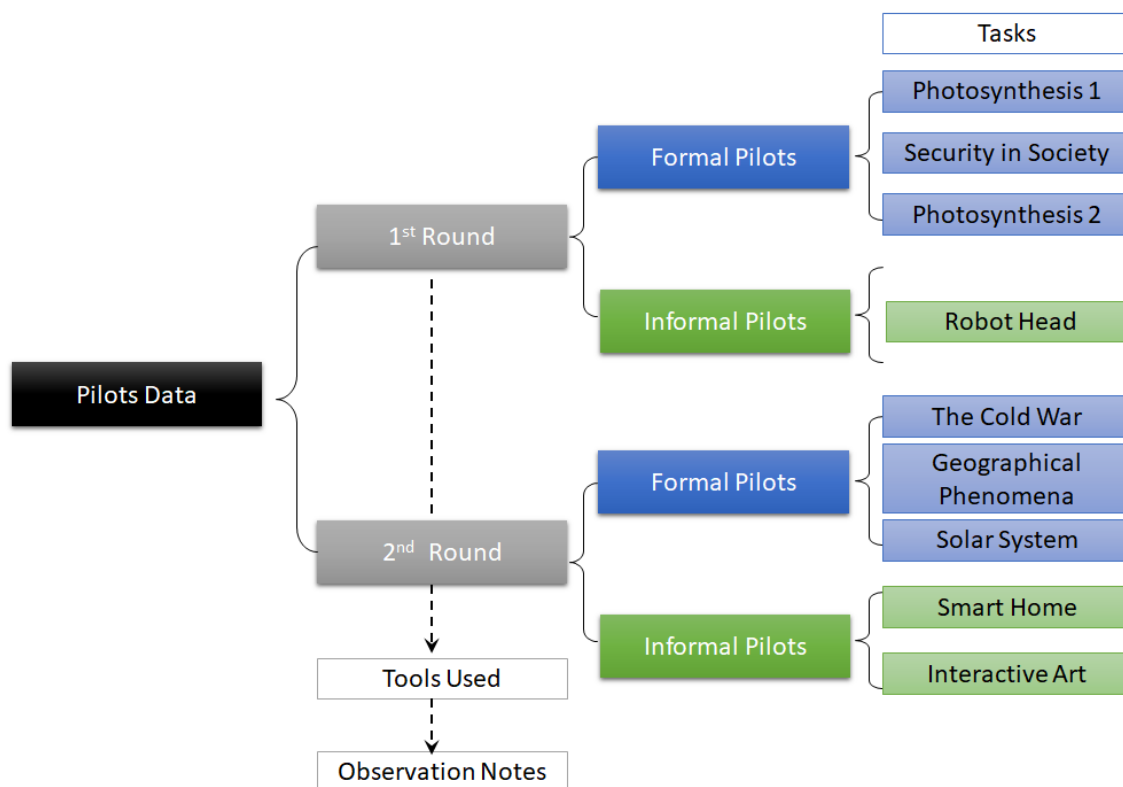 Tasks
Photosynthesis 1
Formal Pilots
Security in Society
Photosynthesis 2
1st Round
Informal Pilots
Robot Head
Pilots Data
The Cold War
Formal Pilots
Geographical
Phenomena
Solar System
2nd Round
Smart Home
Informal Pilots
Interactive Art
Tools Used
Observation Notes